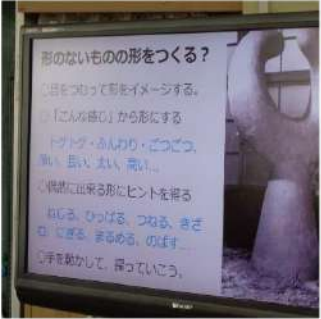 形のないものの形をつくる？
○目をつむって形をイメージする。
○「こんな感じ」から形にする
トゲトゲ・ふんわり・ごつごつ、
長い、太い、高い…
○偶然に出来る形にヒントを得る
ねじる、ひっぱる、つねる、きざ
む、にぎる、まるめる、のばす…
○手を動かして、探っていこう。